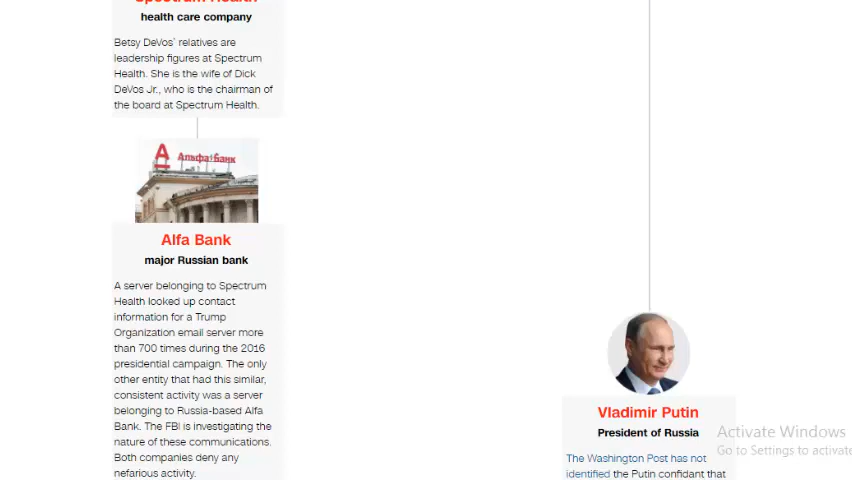 Spectrum Health
health care company
Betsy DeVos' relatives are
leadership figures at Spectrum
Health. She is the wife of Dick
DeVos Jr., who is the chairman of
the board at Spectrum Health.
Альфа·Банк
Alfa Bank
major Russian bank
A server belonging to Spectrum
Health looked up contact
information for a Trump
Organization email server more
than 700 times during the 2016
presidential campaign. The only
other entity that had this similar,
consistent activity was a server
belonging to Russia-based Alfa
Bank. The FBI is investigating the
nature of these communications.
Both companies deny any
nefarious activity.
Vladimir Putin
President of Russia
The Washington Post has not
identified the Putin confidant that
Activate Windows
Go to Settings to activate